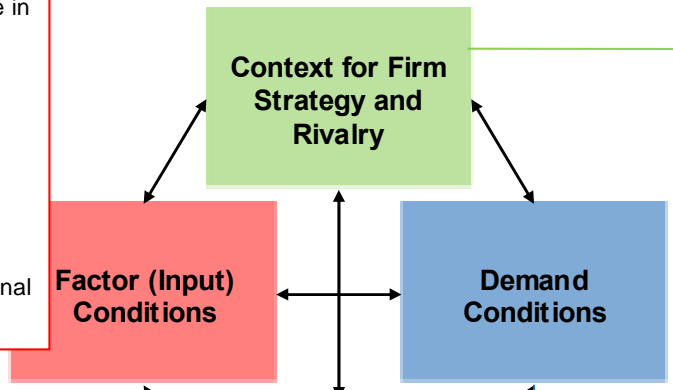 e in
Context for Firm
Strategy and
Rivalry
nal
Factor (Input)
Conditions
Demand
Conditions